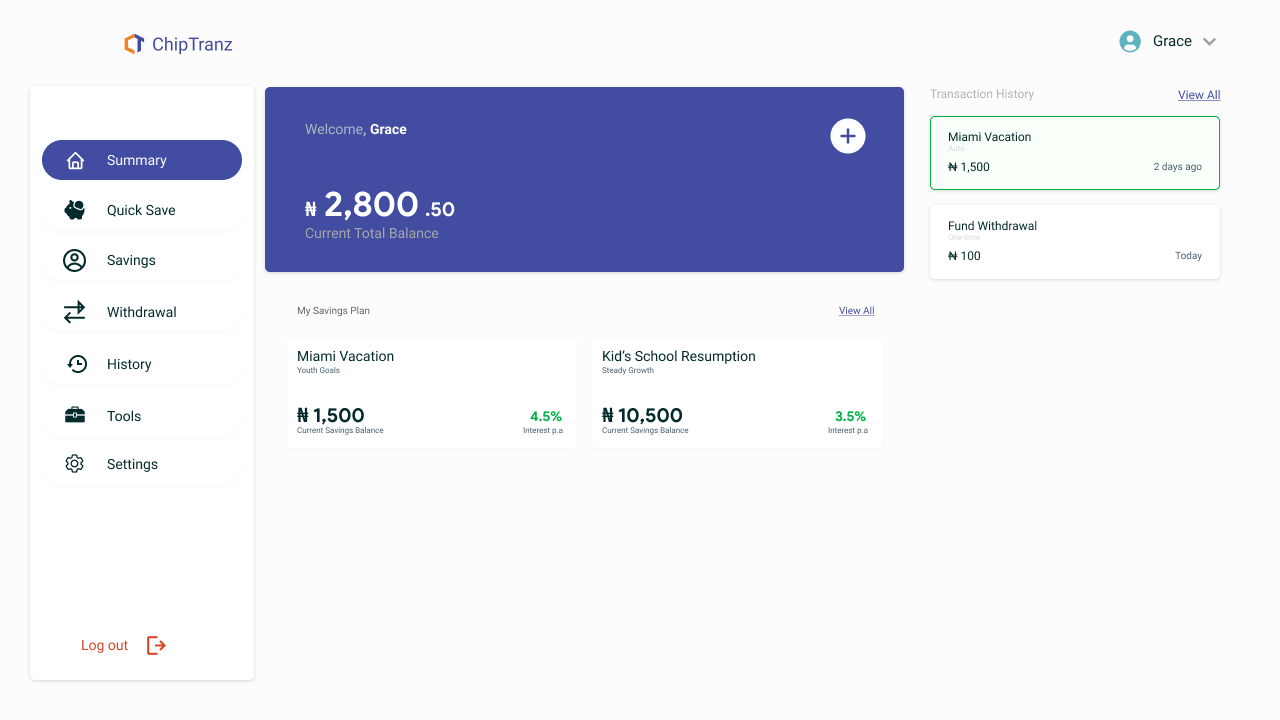 ChipTranz
Grace
Summary
Quick Save
Savings
Withdrawal
History
Tools
Settings
Log out
Welcome, Grace
₦ 2,800 .50
Current Total Balance
My Savings Plan
View All
Miami Vacation
Youth Goals
₦ 1,500
4.5%
Current Savings Balance
Interest p.a
Kid's School Resumption
Steady Growth
₦ 10,500
3.5%
Current Savings Balance
Interest p.a
Transaction History
View All
Miami Vacation
Auto
₦ 1,500
2 days ago
Fund Withdrawal
One-time
₦ 100
Today